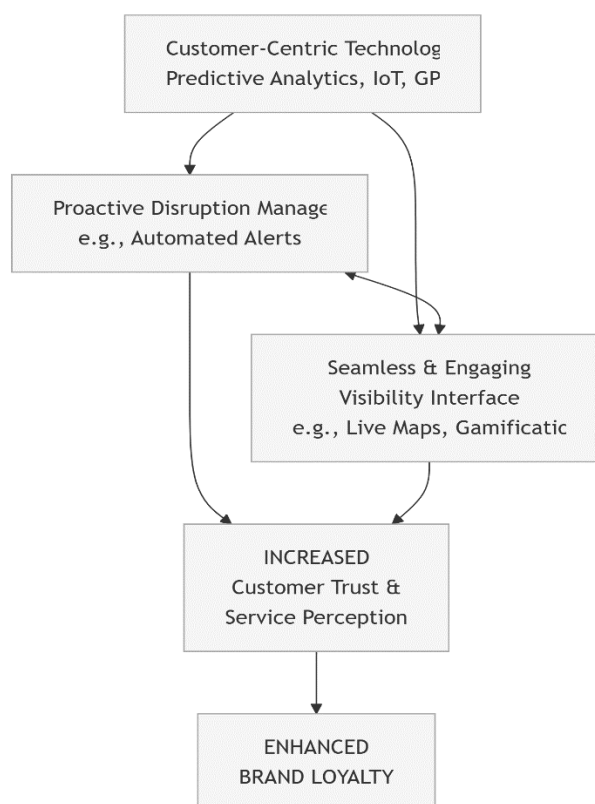 Customer-Centric Technolog
Predictive Analytics, IoT, GP
Proactive Disruption Manage
e.g., Automated Alerts
Seamless & Engaging
Visibility Interface
e.g., Live Maps, Gamificatic
INCREASED
Customer Trust &
Service Perception
ENHANCED
BRAND LOYALTY